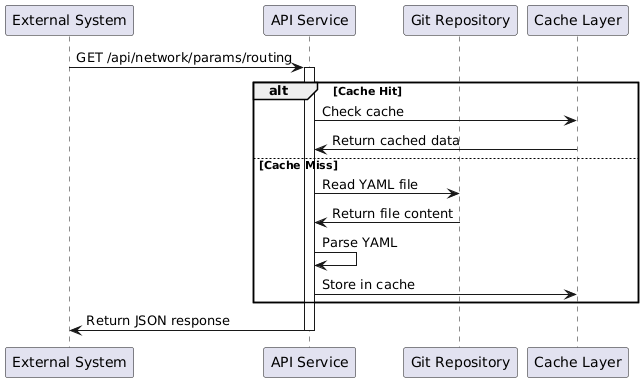 External System
API Service
Git Repository
Cache Layer
GET /api/network/params/routing
alt
[Cache Hit]
Check cache
Return cached data
[Cache Miss]
Read YAML file
Return file content
Parse YAML
Store in cache
Return JSON response
External System
API Service
Git Repository
Cache Layer